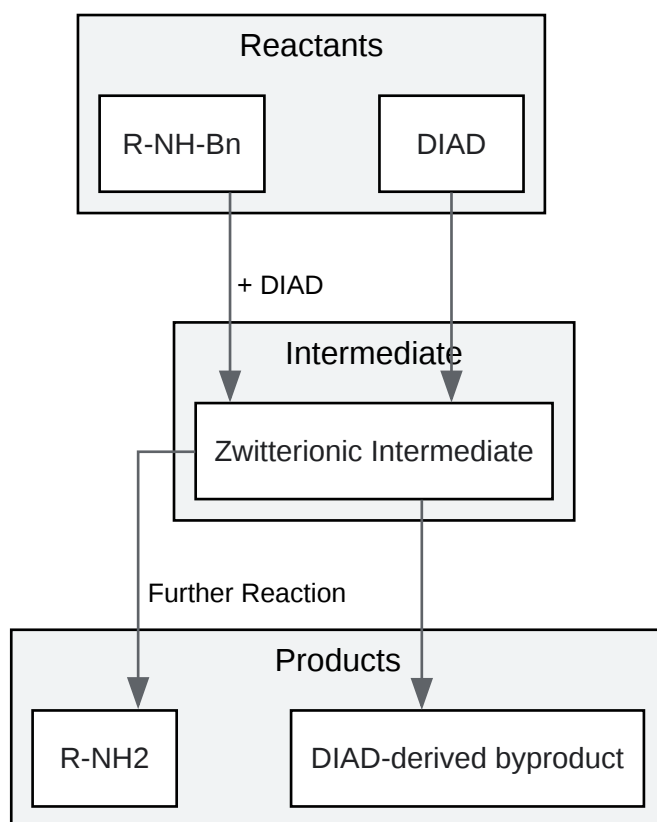 Reactants
R-NH-Bn
DIAD
+ DIAD
Intermediate
Zwitterionic Intermediate
Further Reaction
Products
R-NH2
DIAD-derived byproduct